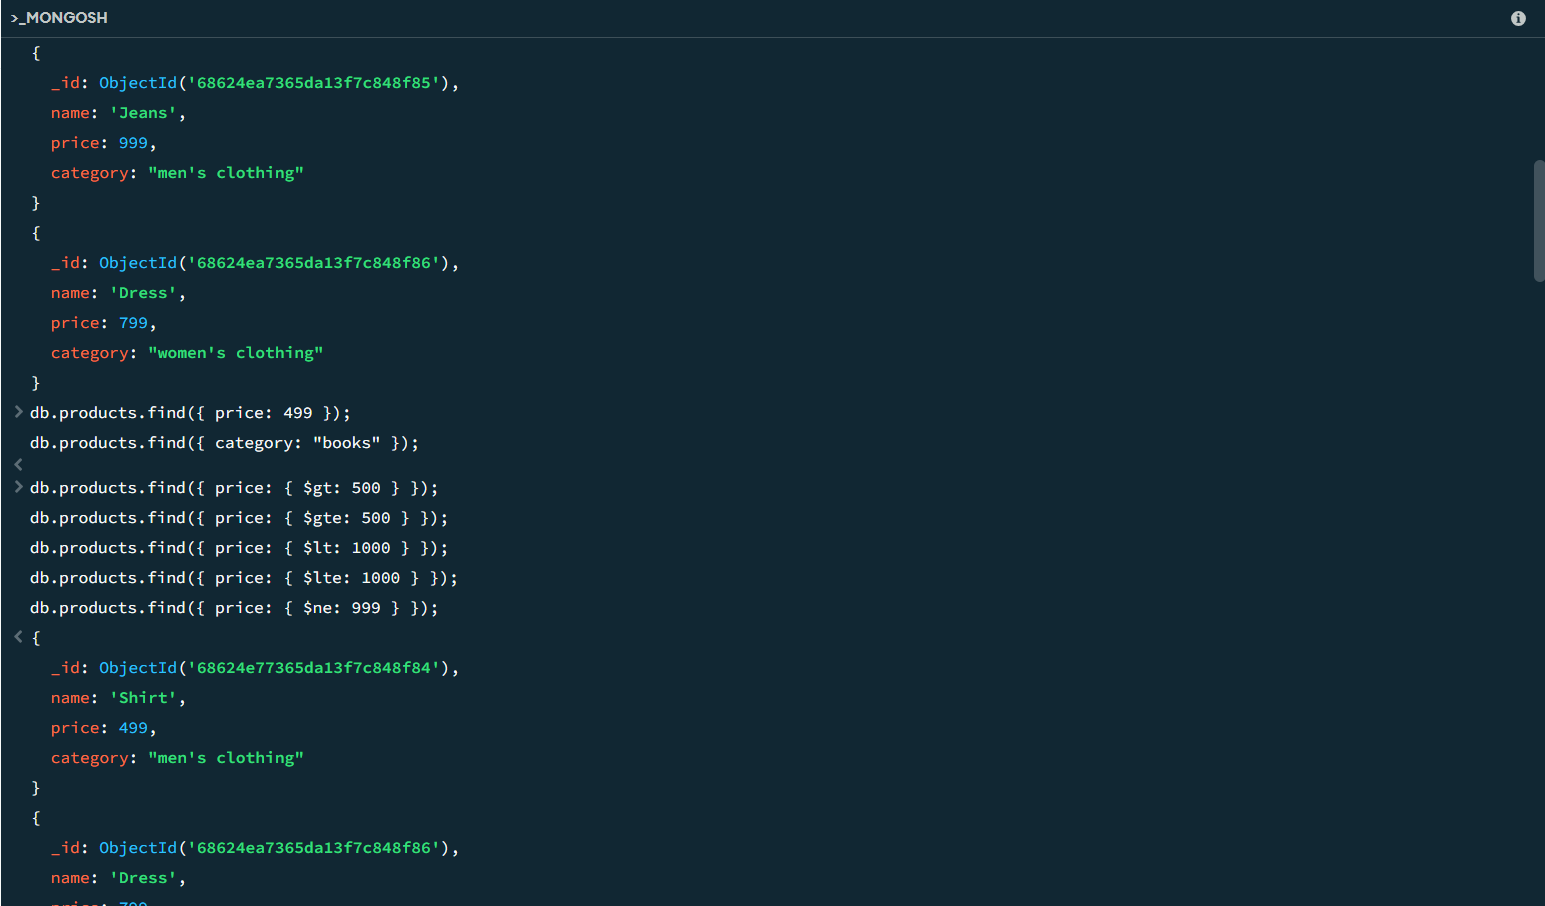 >_MONGOSH
{
_id: ObjectId('68624ea7365da13f7c848f85'),
name: 'Jeans',
price: 999,
category: "men's clothing"
}
{
_id: ObjectId('68624ea7365da13f7c848f86'),
name: 'Dress',
price: 799,
category: "women's clothing"
}
> db.products.find({ price: 499 });
db.products.find({ category: "books" });
<
> db.products.find({ price: { $gt: 500 } });
db.products.find({ price: { $gte: 500 } });
db.products.find({ price: { $lt: 1000 } });
db.products.find({ price: { $lte: 1000 } });
db.products.find({ price: { $ne: 999 } });
< {
_id: ObjectId('68624e77365da13f7c848f84'),
name: 'Shirt',
price: 499,
category: "men's clothing"
}
{
_id: ObjectId('68624ea7365da13f7c848f86'),
name: 'Dress',
price: 799